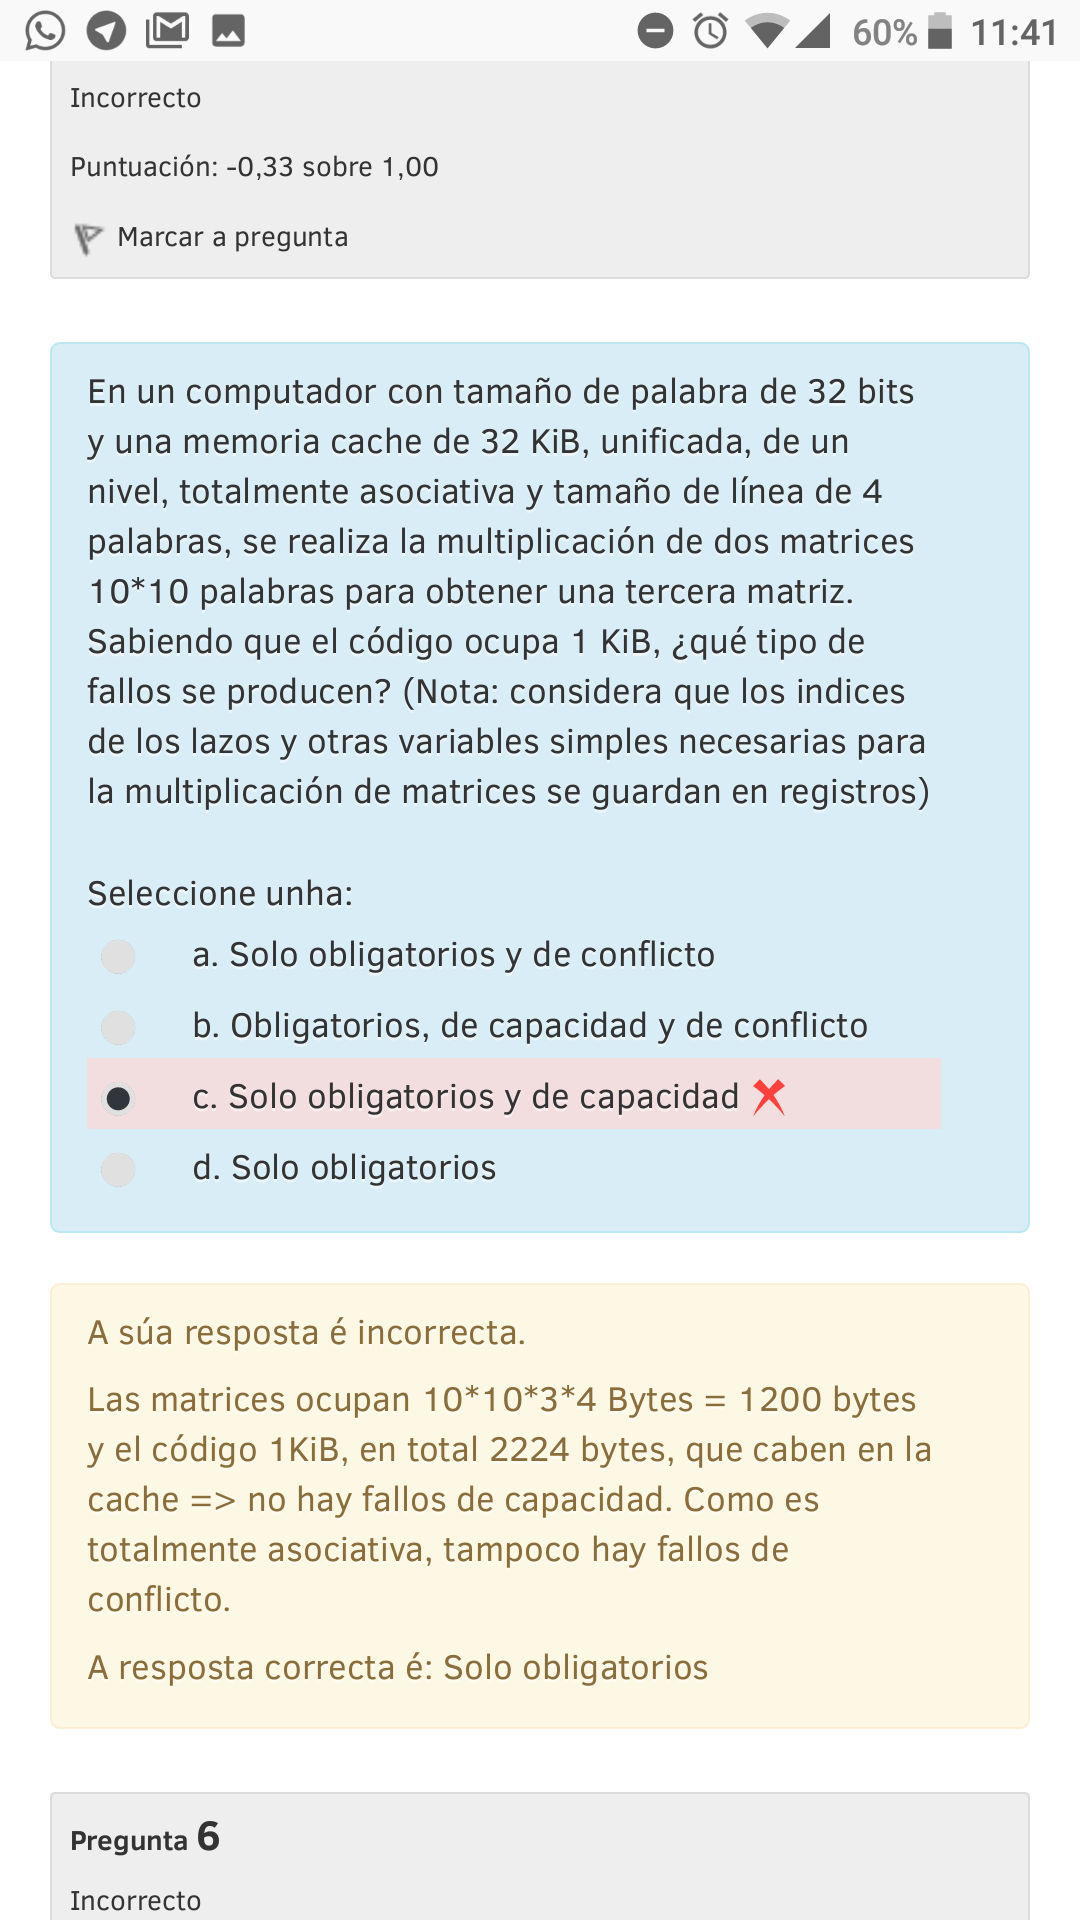 60% 11:41
Incorrecto
Puntuación: -0,33 sobre 1,00
Marcar a pregunta
En un computador con tamaño de palabra de 32 bits
y una memoria cache de 32 KiB, unificada, de un
nivel, totalmente asociativa y tamaño de línea de 4
palabras, se realiza la multiplicación de dos matrices
10*10 palabras para obtener una tercera matriz.
Sabiendo que el código ocupa 1 KiB, ¿qué tipo de
fallos se producen? (Nota: considera que los indices
de los lazos y otras variables simples necesarias para
la multiplicación de matrices se guardan en registros)
Seleccione unha:
a. Solo obligatorios y de conflicto
b. Obligatorios, de capacidad y de conflicto
c. Solo obligatorios y de capacidad
d. Solo obligatorios
A súa resposta é incorrecta.
Las matrices ocupan 10*10*3*4 Bytes = 1200 bytes
y el código 1KiB, en total 2224 bytes, que caben en la
cache => no hay fallos de capacidad. Como es
totalmente asociativa, tampoco hay fallos de
conflicto.
A resposta correcta é: Solo obligatorios
Pregunta 6
Incorrecto